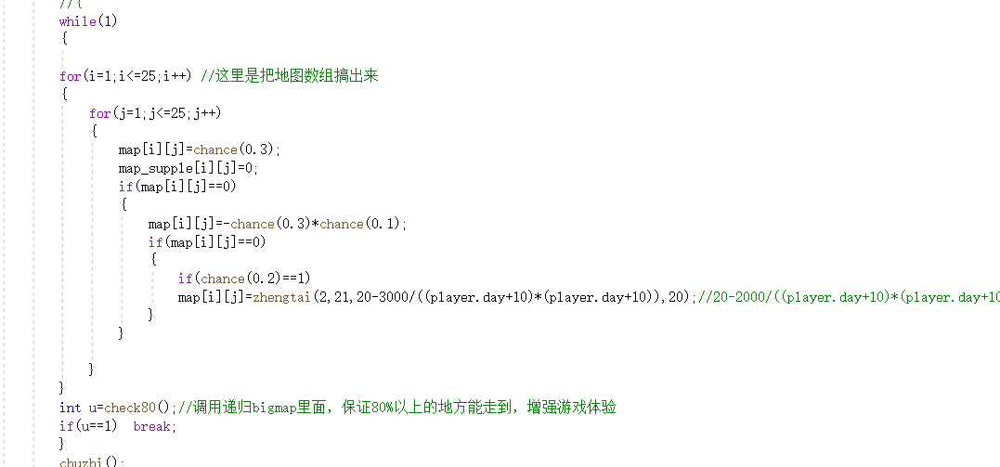 //{
while(1)
{
for(i=1;i<=25;i++) //这里是把地图数组搞出来
{
for(j=1;j<=25;j++)
{
map[i][j]=chance(0.3);
map_supple[i][j]=0;
if(map[i][j]==0)
{
map[i][j]=-chance(0.3)*chance(0.1);
if(map[i][j]==0)
{
if(chance(0.2)==1)
map[i][j]=zhengtai(2,21,20-3000/((player.day+10)*(player.day+10)),20);//20-2000/((player.day+10)*(player.day+10
}
}
}
}
int u=check80();//调用递归bigmap里面，保证80%以上的地方能走到，增强游戏体验
if(u==1) break;
}
chuzhi();